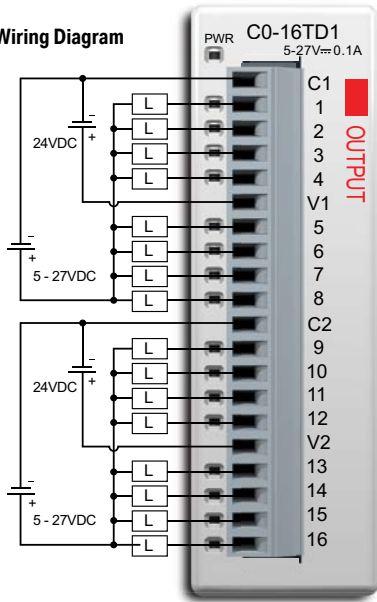 Wiring Diagram
PWR
C0-16TD1
5-27V⎓0.1A
OUTPUT
C1
L 1
L 2
24VDC
L 3
L 4
V1
L 5
L 6
5 - 27VDC
L 7
L 8
C2
L 9
L 10
24VDC
L 11
L 12
V2
L 13
L 14
5 - 27VDC
L 15
L 16